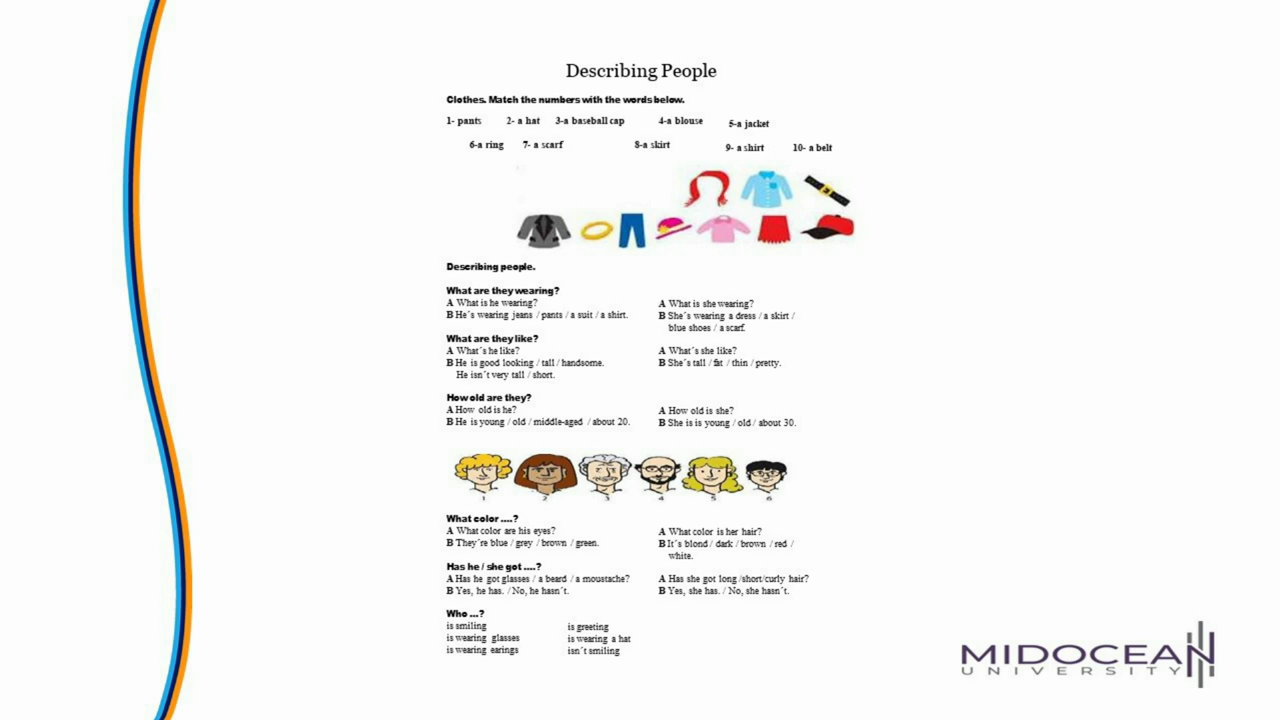 Describing People
Clothes. Match the numbers with the words below.
1- pants 2- a hat 3-a baseball cap 4-a blouse 5-a jacket
6-a ring 7- a scarf 8-a skirt 9- a shirt 10- a belt
Describing people.
What are they wearing?
A What is he wearing?
B He´s wearing jeans / pants / a suit / a shirt.
A What is she wearing?
B She´s wearing a dress / a skirt /
blue shoes / a scarf.
What are they like?
A What´s he like?
B He is good looking / tall / handsome.
He isn´t very tall / short.
A What´s she like?
B She´s tall / fat / thin / pretty.
How old are they?
A How old is he?
B He is young / old / middle-aged / about 20.
A How old is she?
B She is is young / old / about 30.
1 2 3 4 5 6
What color ....?
A What color are his eyes?
B They´re blue / grey / brown / green.
A What color is her hair?
B It´s blond / dark / brown / red /
white.
Has he / she got ....?
A Has he got glasses / a beard / a moustache?
B Yes, he has. / No, he hasn´t.
A Has she got long /short/curly hair?
B Yes, she has. / No, she hasn´t.
Who ...?
is smiling
is wearing glasses
is wearing earings
is greeting
is wearing a hat
isn´t smiling
MIDOCEAN
UNIVERSITY